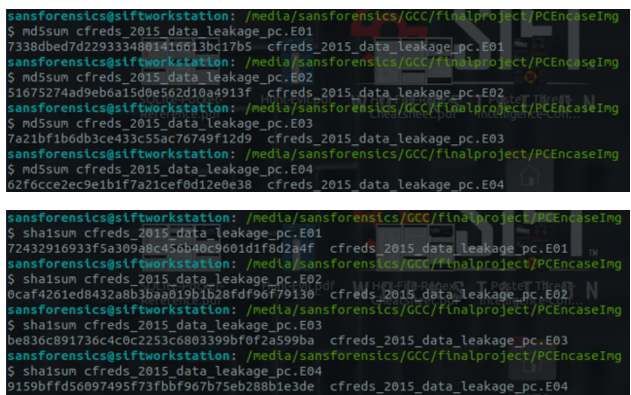 sansforensics@siftworkstation: /media/sansforensics/GCC/finalproject/PCEncaseImg
$ md5sum cfreds_2015_data_leakage_pc.E01
7338dbed7d2293334801416613bc17b5  cfreds_2015_data_leakage_pc.E01
sansforensics@siftworkstation: /media/sansforensics/GCC/finalproject/PCEncaseImg
$ md5sum cfreds_2015_data_leakage_pc.E02
51675274ad9eb6a15d0e562d10a4913f  cfreds_2015_data_leakage_pc.E02
sansforensics@siftworkstation: /media/sansforensics/GCC/finalproject/PCEncaseImg
$ md5sum cfreds_2015_data_leakage_pc.E03
7a21bf1b6db3ce433c55ac76749f12d9  cfreds_2015_data_leakage_pc.E03
sansforensics@siftworkstation: /media/sansforensics/GCC/finalproject/PCEncaseImg
$ md5sum cfreds_2015_data_leakage_pc.E04
62f6cce2ec9e1b1f7a21cef0d12e0e38  cfreds_2015_data_leakage_pc.E04
sansforensics@siftworkstation: /media/sansforensics/GCC/finalproject/PCEncaseImg
$ sha1sum cfreds_2015_data_leakage_pc.E01
72432916933f5a309a8c456b40c9601d1f8d2a4f  cfreds_2015_data_leakage_pc.E01
sansforensics@siftworkstation: /media/sansforensics/GCC/finalproject/PCEncaseImg
$ sha1sum cfreds_2015_data_leakage_pc.E02
0caf4261ed8432a8b3baa019b1b28fdf96f79130  cfreds_2015_data_leakage_pc.E02
sansforensics@siftworkstation: /media/sansforensics/GCC/finalproject/PCEncaseImg
$ sha1sum cfreds_2015_data_leakage_pc.E03
be836c891736c4c0c2253c6803399bf0f2a599ba  cfreds_2015_data_leakage_pc.E03
sansforensics@siftworkstation: /media/sansforensics/GCC/finalproject/PCEncaseImg
$ sha1sum cfreds_2015_data_leakage_pc.E04
9159bffd56097495f73fbbf967b75eb288b1e3de  cfreds_2015_data_leakage_pc.E04